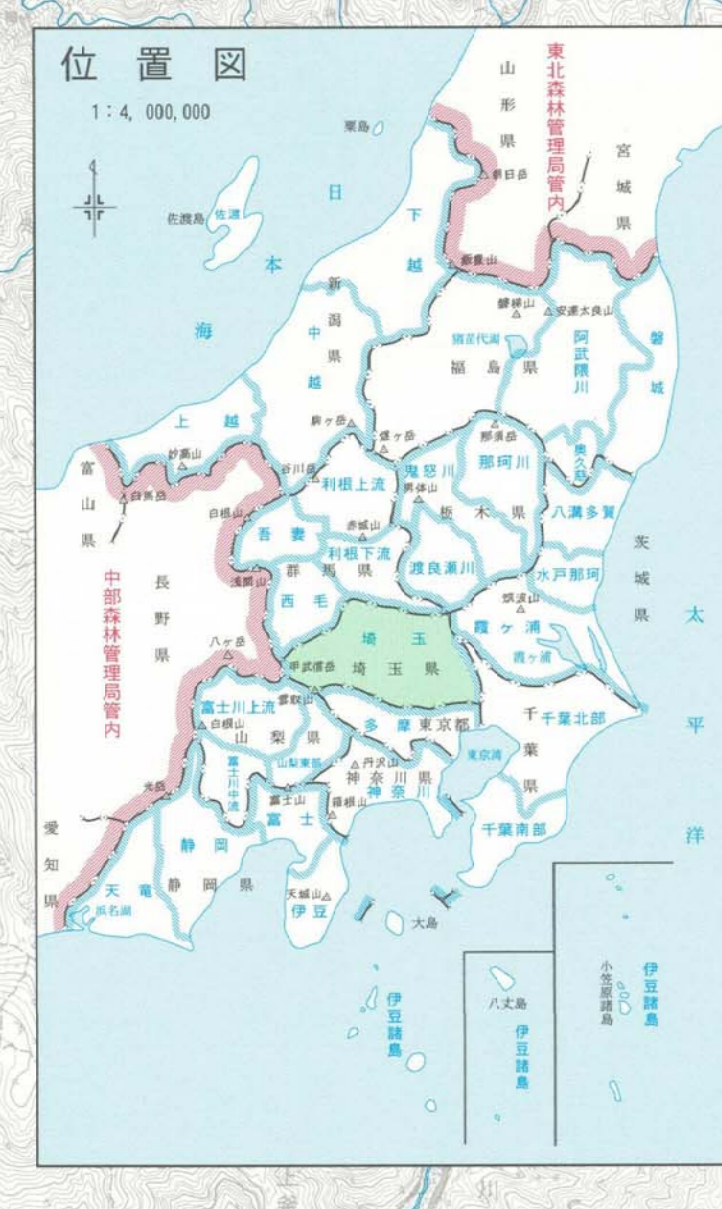 位置図
1:4,000,000
山形県
東北森林管理局管内
宮城県
粟島
朝日岳
佐渡島
佐渡
日本海
下越
飯豊山
新潟県
中越
磐梯山
安達太良山
猪苗代湖
福島県
阿武隈川
磐城
上越
妙高山
駒ヶ岳
燧ヶ岳
那須岳
奥久慈
富山県
白馬岳
谷川岳
利根上流
鬼怒川
那珂川
男体山
栃木県
八溝多賀
白根山
吾妻
赤城山
利根下流
群馬県
渡良瀬川
水戸那珂
茨城県
中部森林管理局管内
長野県
浅間山
西毛
筑波山
霞ヶ浦
霞ヶ浦
太平洋
八ヶ岳
埼玉
甲武信岳
埼玉県
富士川上流
雲取山
白根山
山梨県
多摩
東京都
千葉県
千葉北部
富士川中流
山梨東部
丹沢山
神奈川県
神奈川
東京湾
光岳
富士山
箱根山
富士
愛知県
静岡
千葉南部
天竜
静岡県
天城山
伊豆
浜名湖
大島
伊豆諸島
八丈島
伊豆諸島
小笠原諸島
伊豆諸島